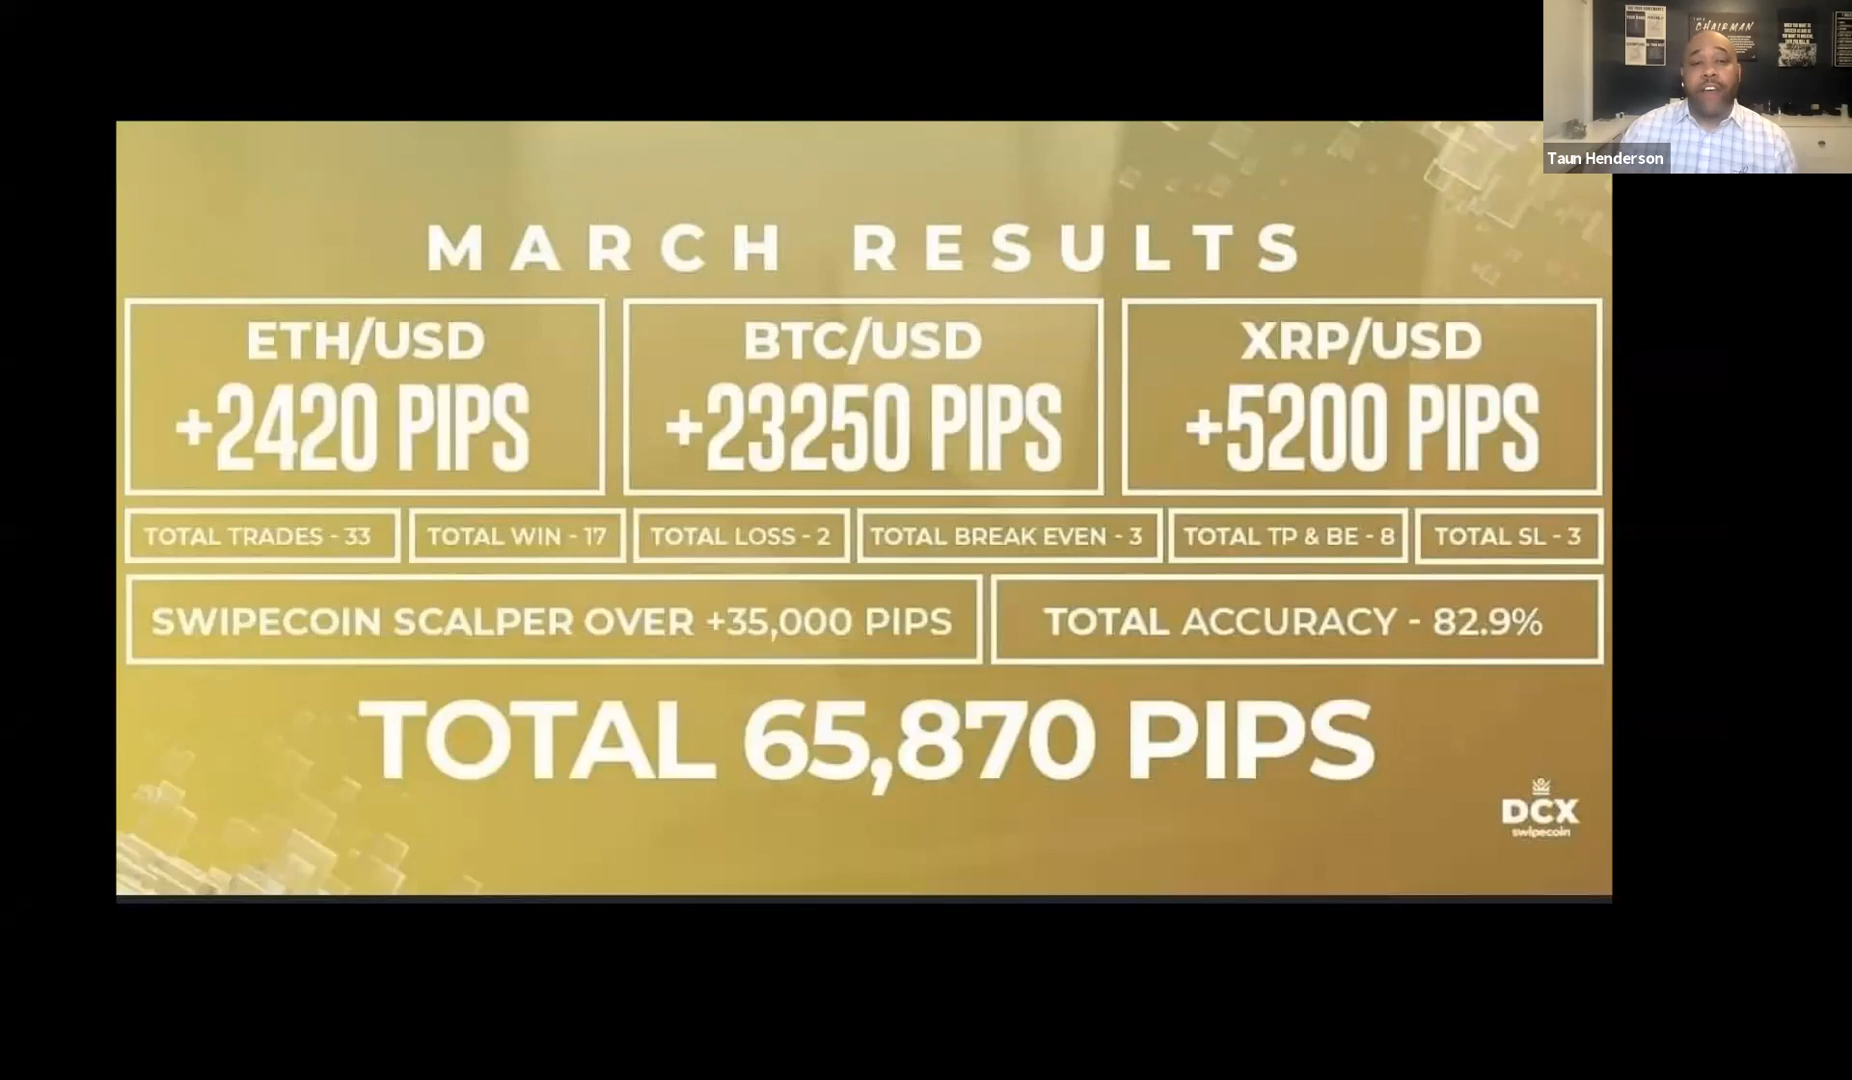 CHAIRMAN
Taun Henderson
MARCH RESULTS
ETH/USD
+2420 PIPS
BTC/USD
+23250 PIPS
XRP/USD
+5200 PIPS
TOTAL TRADES - 33
TOTAL WIN - 17
TOTAL LOSS - 2
TOTAL BREAK EVEN - 3
TOTAL TP & BE - 8
TOTAL SL - 3
SWIPECOIN SCALPER OVER +35,000 PIPS
TOTAL ACCURACY - 82.9%
TOTAL 65,870 PIPS
DCX
swipecoin